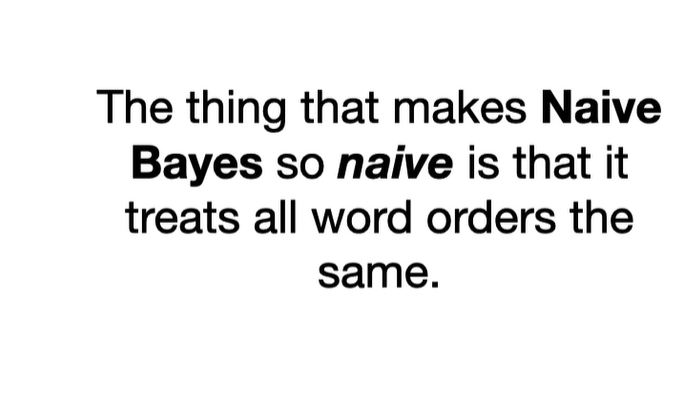 The thing that makes Naive
Bayes so naive is that it
treats all word orders the
same.